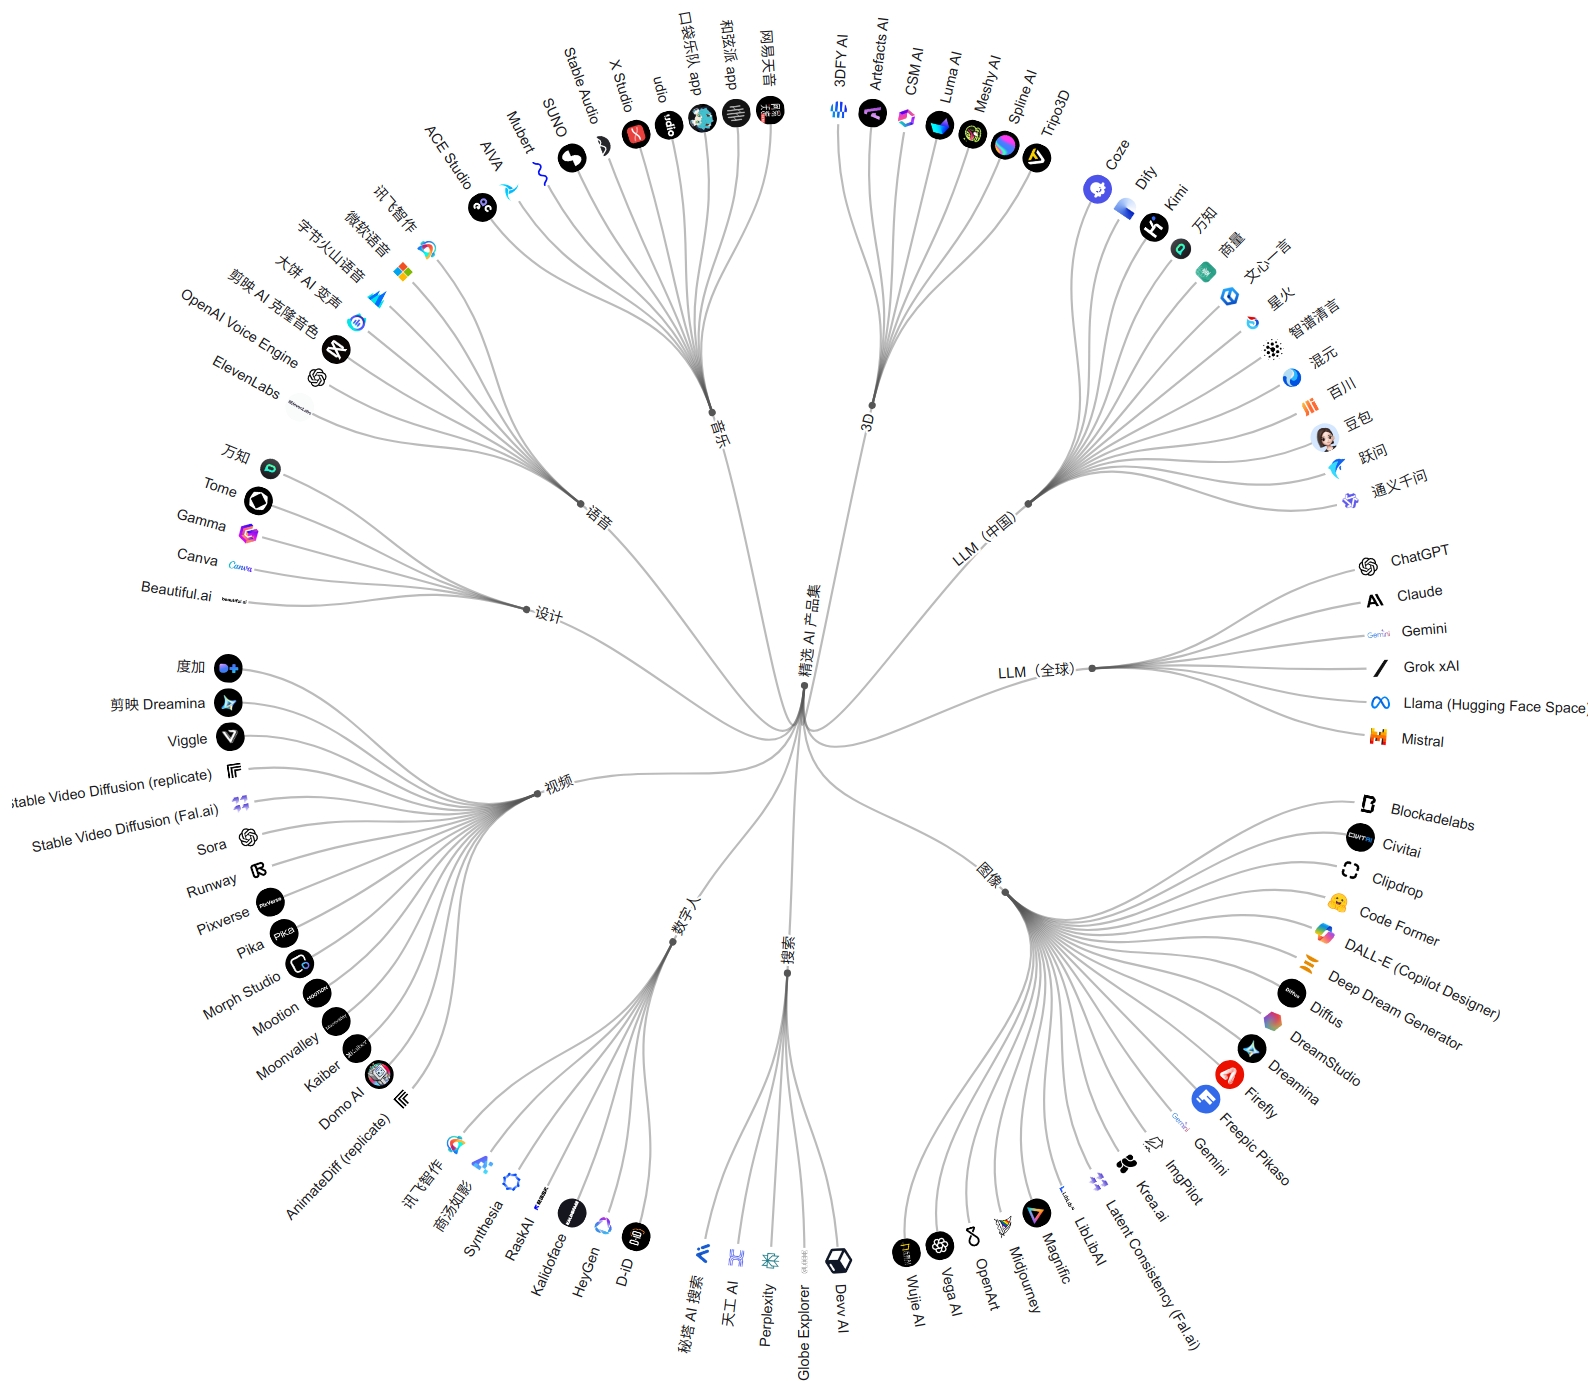 精选 AI 产品集
3D
3DFY AI
Artefacts AI
CSM AI
Luma AI
Meshy AI
Spline AI
Tripo3D
LLM（中国）
Coze
Dify
Kimi
万知
商量
文心一言
星火
智谱清言
混元
百川
豆包
跃问
通义千问
LLM（全球）
ChatGPT
Claude
Gemini
Gemini
Grok xAI
Llama (Hugging Face Space)
Mistral
图像
Blockadelabs
CIVITAI
Civitai
Clipdrop
Code Former
DALL-E (Copilot Designer)
Deep Dream Generator
Diffus
Diffus
DreamStudio
Dreamina
Firefly
Freepic Pikaso
Gemini
Gemini
ImgPilot
Krea.ai
Latent Consistency (Fal.ai)
LibLibAI
Magnific
Midjourney
OpenArt
Vega AI
Wujie AI
搜索
Devv AI
Globe Explorer
Perplexity
天工 AI
秘塔 AI 搜索
数字人
D-iD
HeyGen
Kalidoface
RASK
RaskAI
Synthesia
商汤如影
讯飞智作
视频
AnimateDiff (replicate)
Domo AI
Kaiber
Moonvalley
MOOTION
Mootion
Morph Studio
PiKa
Pika
PixVerse
Pixverse
Runway
Sora
Stable Video Diffusion (Fal.ai)
Stable Video Diffusion (replicate)
Viggle
剪映 Dreamina
度加
设计
Beautiful.ai
Canva
Canva
Gamma
Tome
万知
语音
ElevenLabs
OpenAI Voice Engine
剪映 AI 克隆音色
大饼 AI 变声
字节火山语音
微软语音
讯飞智作
音乐
ACE Studio
AIVA
Mubert
SUNO
Stable Audio
X Studio
udio
udio
口袋乐队 app
和弦派 app
网易天音